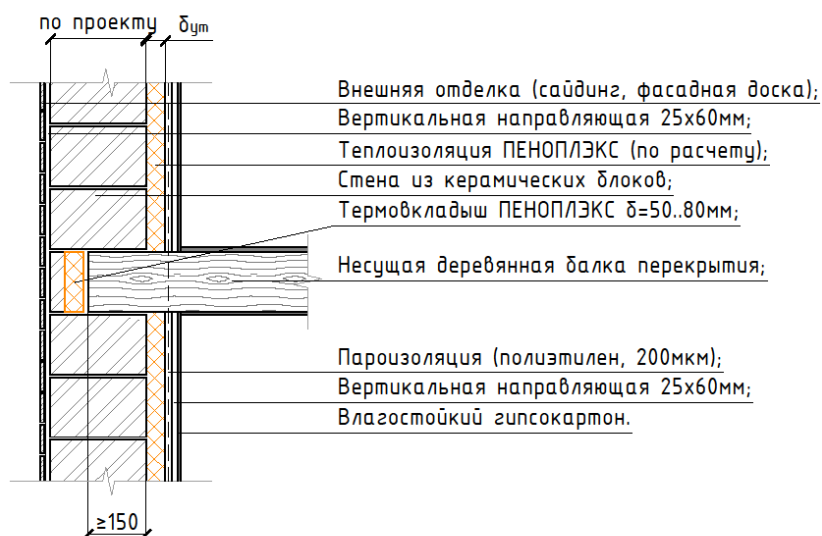 по проекту δут
Внешняя отделка (сайдинг, фасадная доска);
Вертикальная направляющая 25х60мм;
Теплоизоляция ПЕНОПЛЭКС (по расчету);
Стена из керамических блоков;
Термовкладыш ПЕНОПЛЭКС δ=50..80мм;
Несущая деревянная балка перекрытия;
Пароизоляция (полиэтилен, 200мкм);
Вертикальная направляющая 25х60мм;
Влагостойкий гипсокартон.
≥150